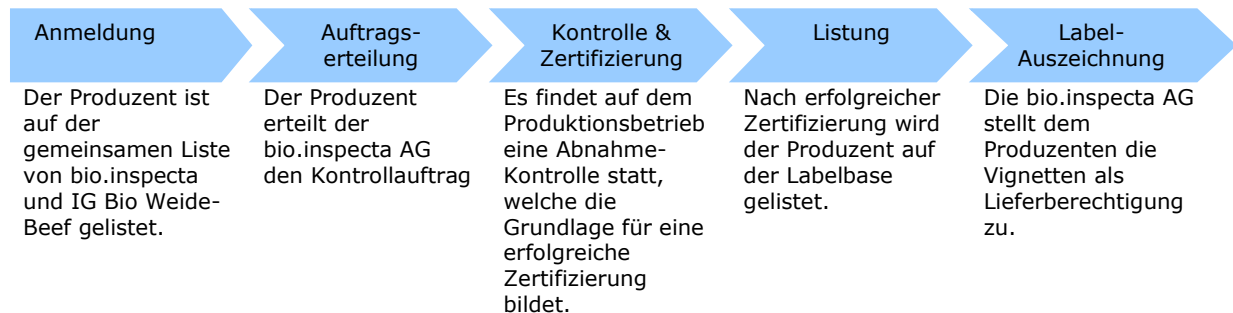 Anmeldung
Der Produzent ist
auf der
gemeinsamen Liste
von bio.inspecta
und IG Bio Weide-
Beef gelistet.
Auftrags-
erteilung
Der Produzent
erteilt der
bio.inspecta AG
den Kontrollauftrag
Kontrolle &
Zertifizierung
Es findet auf dem
Produktionsbetrieb
eine Abnahme-
Kontrolle statt,
welche die
Grundlage für eine
erfolgreiche
Zertifizierung
bildet.
Listung
Nach erfolgreicher
Zertifizierung wird
der Produzent auf
der Labelbase
gelistet.
Label-
Auszeichnung
Die bio.inspecta AG
stellt dem
Produzenten die
Vignetten als
Lieferberechtigung
zu.